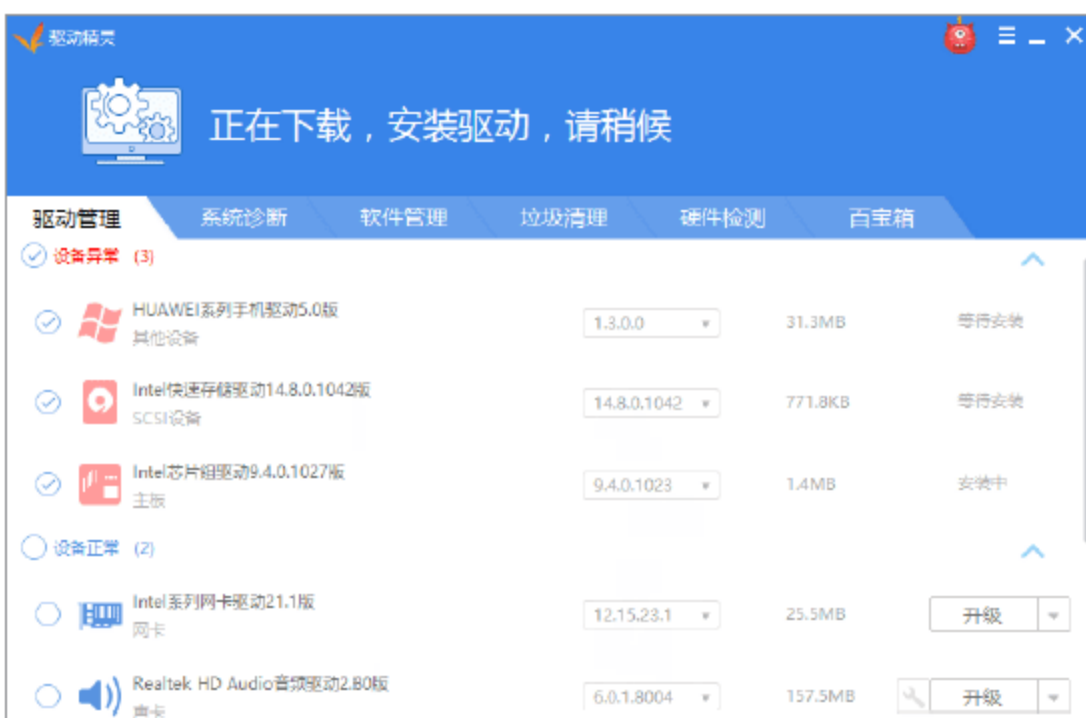 驱动精灵
正在下载，安装驱动，请稍候
驱动管理 系统诊断 软件管理 垃圾清理 硬件检测 百宝箱
设备异常 (3)
HUAWEI系列手机驱动5.0版
其他设备
1.3.0.0 31.3MB 等待安装
Intel快速存储驱动14.8.0.1042版
SCSI设备
14.8.0.1042 771.8KB 等待安装
Intel芯片组驱动9.4.0.1027版
主板
9.4.0.1023 1.4MB 安装中
设备正常 (2)
Intel系列网卡驱动21.1版
网卡
12.15.23.1 25.5MB 升级
Realtek HD Audio音频驱动2.80版
声卡
6.0.1.8004 157.5MB 升级